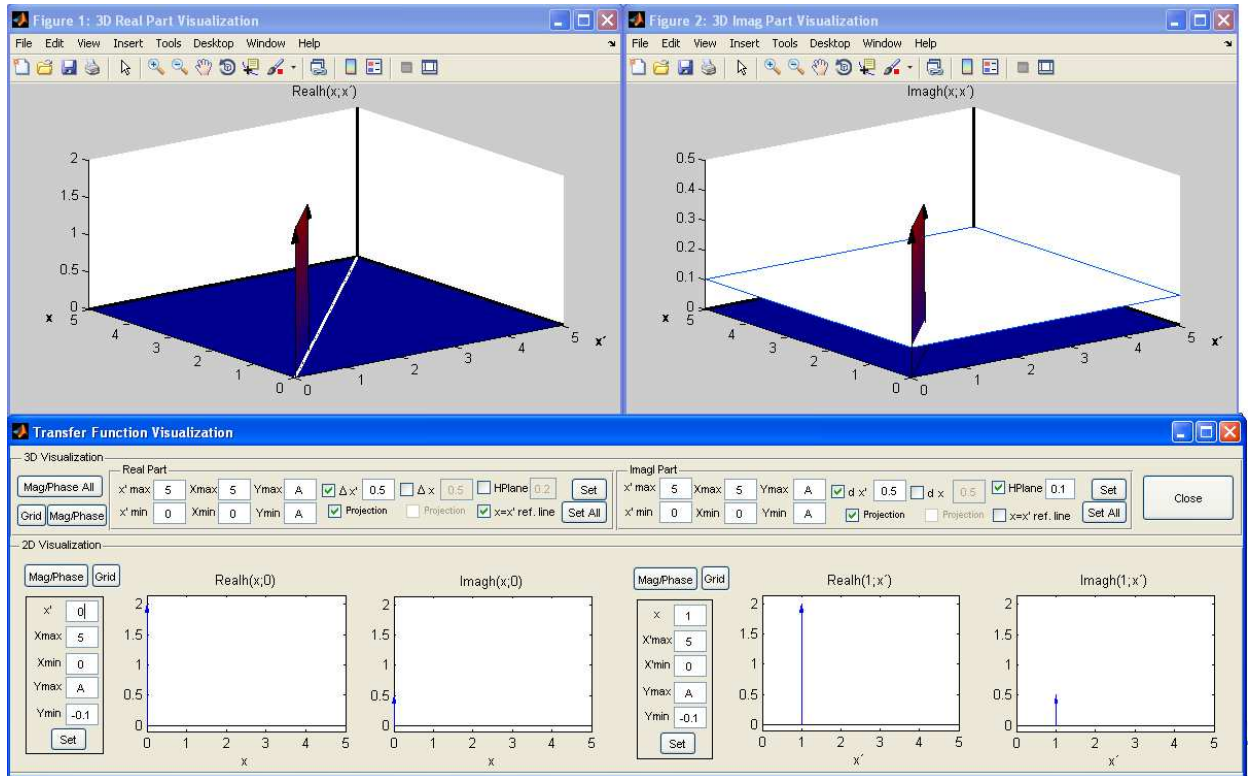 Figure 1: 3D Real Part Visualization
File Edit View Insert Tools Desktop Window Help
Realh(x;x´)
2
1.5
1
0.5
0
x
5
4
3
2
1
0
0
1
2
3
4
5
x´
Figure 2: 3D Imag Part Visualization
File Edit View Insert Tools Desktop Window Help
Imagh(x;x´)
0.5
0.4
0.3
0.2
0.1
0
x
5
4
3
2
1
0
0
1
2
3
4
5
x´
Transfer Function Visualization
3D Visualization
Mag/Phase All
Grid Mag/Phase
Real Part
x' max 5 Xmax 5 Ymax A Δ x' 0.5 Δ x 0.5 HPlane 0.2 Set
x' min 0 Xmin 0 Ymin A Projection Projection x=x' ref. line Set All
Imagl Part
x' max 5 Xmax 5 Ymax A d x' 0.5 d x 0.5 HPlane 0.1 Set
x' min 0 Xmin 0 Ymin A Projection Projection x=x' ref. line Set All
Close
2D Visualization
Mag/Phase Grid
x' 0
Xmax 5
Xmin 0
Ymax A
Ymin -0.1
Set
Realh(x;0)
2
1.5
1
0.5
0
0 1 2 3 4 5
x
Imagh(x;0)
2
1.5
1
0.5
0
0 1 2 3 4 5
x
Mag/Phase Grid
x 1
X'max 5
X'min 0
Ymax A
Ymin -0.1
Set
Realh(1;x´)
2
1.5
1
0.5
0
0 1 2 3 4 5
x´
Imagh(1;x´)
2
1.5
1
0.5
0
0 1 2 3 4 5
x´